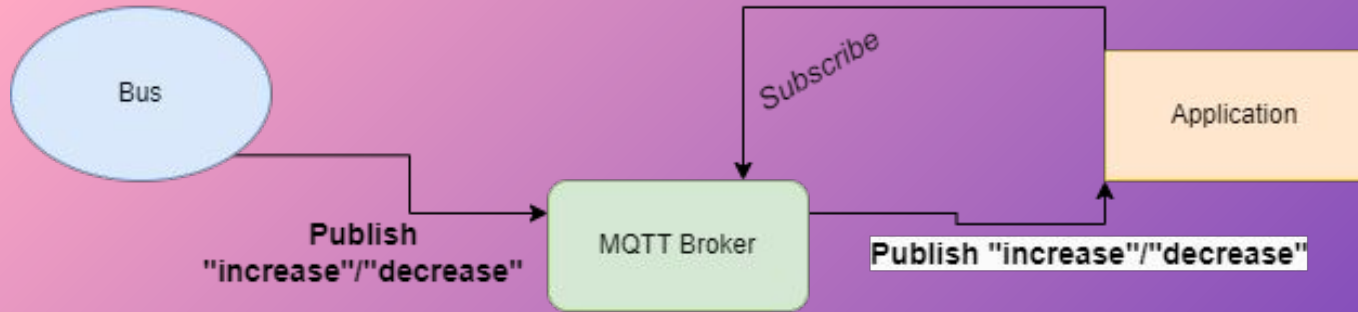 Bus
Subscribe
Application
Publish
"increase"/"decrease"
MQTT Broker
Publish "increase"/"decrease"